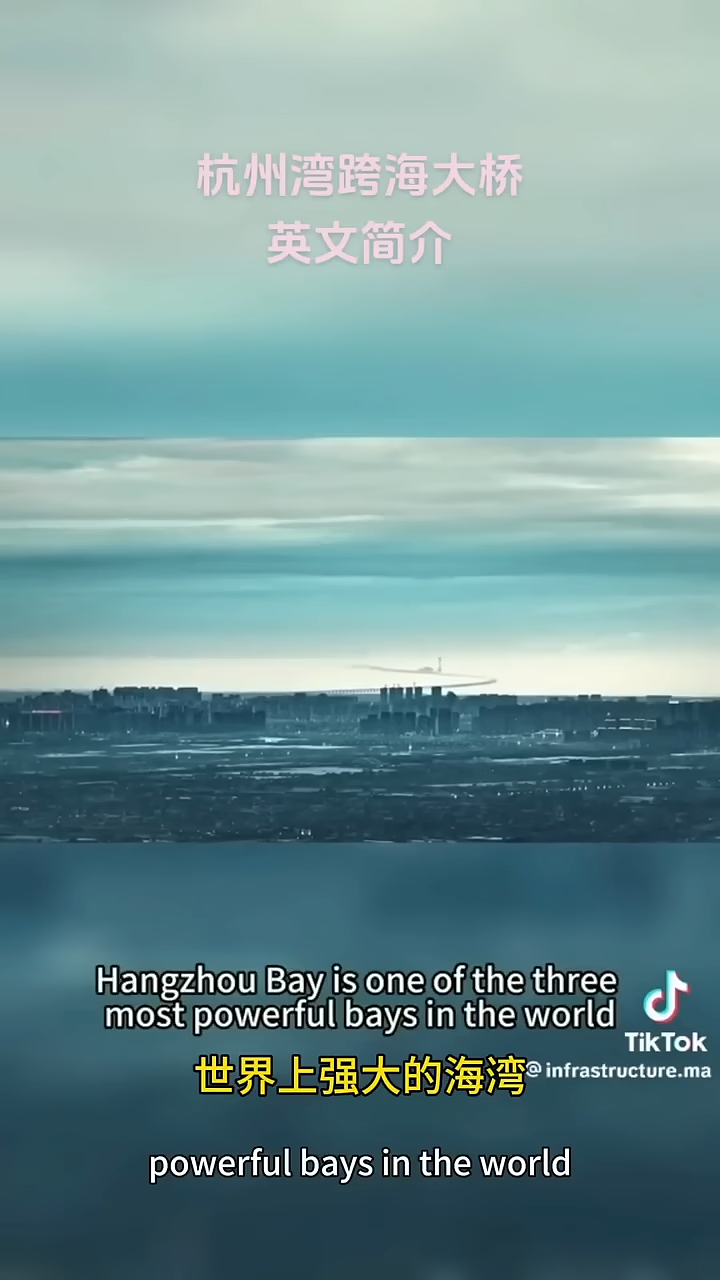 杭州湾跨海大桥
英文简介
Hangzhou Bay is one of the three
most powerful bays in the world
TikTok
世界上强大的海湾
@infrastructure.ma
powerful bays in the world